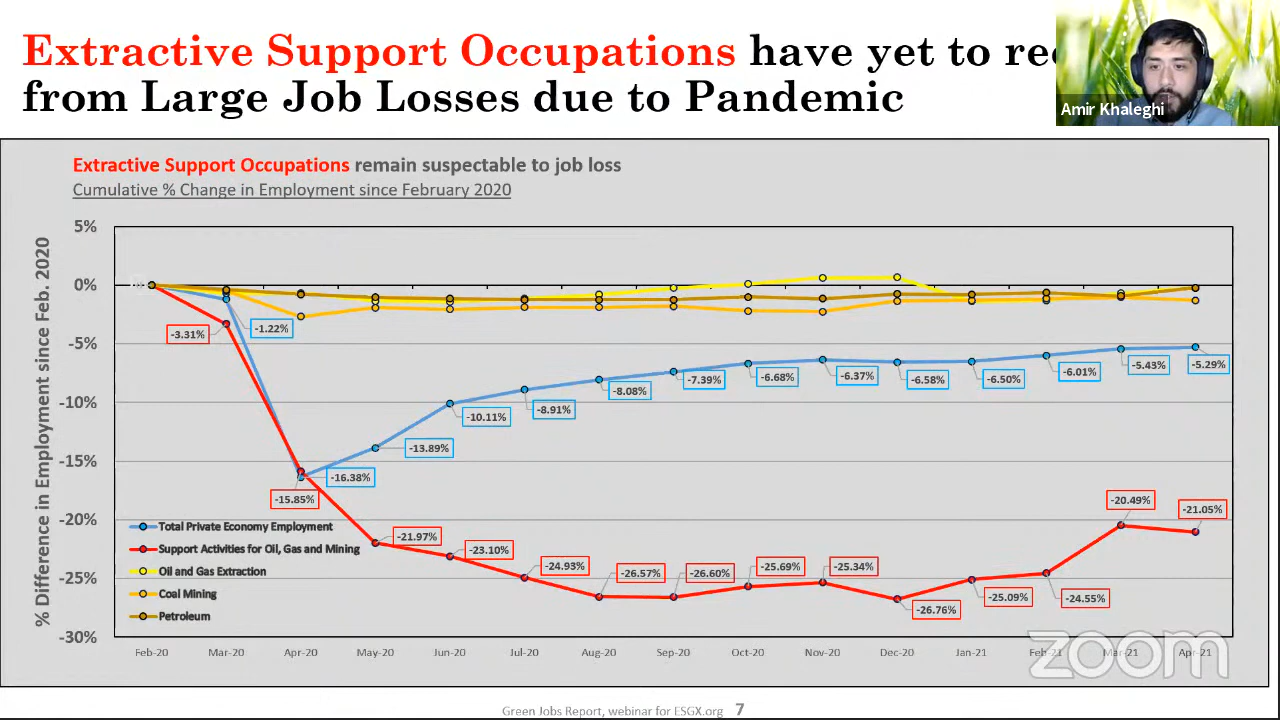 Extractive Support Occupations have yet to re
from Large Job Losses due to Pandemic
Amir Khaleghi
Extractive Support Occupations remain suspectable to job loss
Cumulative % Change in Employment since February 2020
% Difference in Employment since Feb. 2020
5%
0%
-5%
-10%
-15%
-20%
-25%
-30%
-3.31%
-1.22%
-15.85%
-16.38%
-13.89%
-10.11%
-8.91%
-8.08%
-7.39%
-6.68%
-6.37%
-6.58%
-6.50%
-6.01%
-5.43%
-5.29%
-21.97%
-23.10%
-24.93%
-26.57%
-26.60%
-25.69%
-25.34%
-26.76%
-25.09%
-24.55%
-20.49%
-21.05%
Total Private Economy Employment
Support Activities for Oil, Gas and Mining
Oil and Gas Extraction
Coal Mining
Petroleum
Feb-20 Mar-20 Apr-20 May-20 Jun-20 Jul-20 Aug-20 Sep-20 Oct-20 Nov-20 Dec-20 Jan-21 Feb-21 Mar-21 Apr-21
zoom
Green Jobs Report, webinar for ESGX.org 7